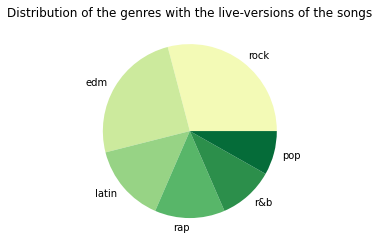 Distribution of the genres with the live-versions of the songs
rock
edm
latin
rap
r&b
pop